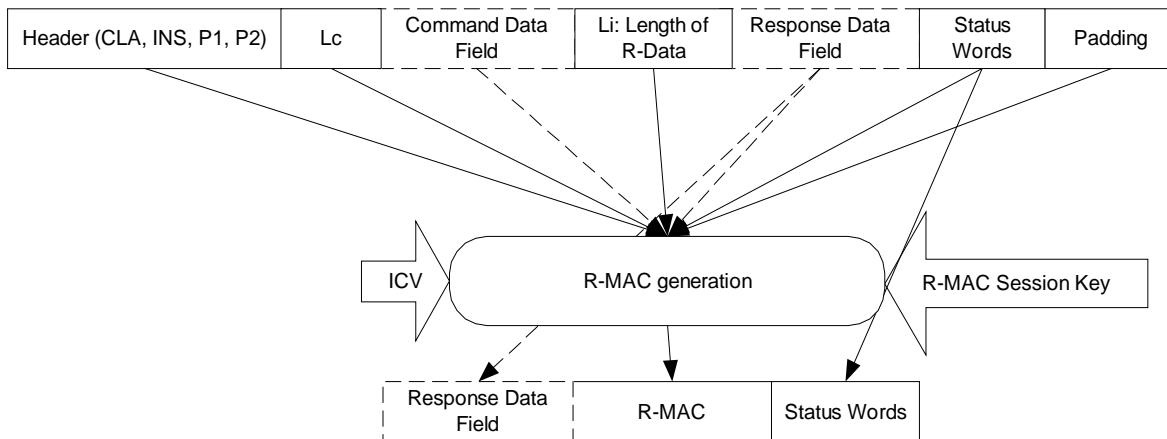 Header (CLA, INS, P1, P2)
Lc
Command Data
Field
Li: Length of
R-Data
Response Data
Field
Status
Words
Padding
ICV
R-MAC generation
R-MAC Session Key
Response Data
Field
R-MAC
Status Words